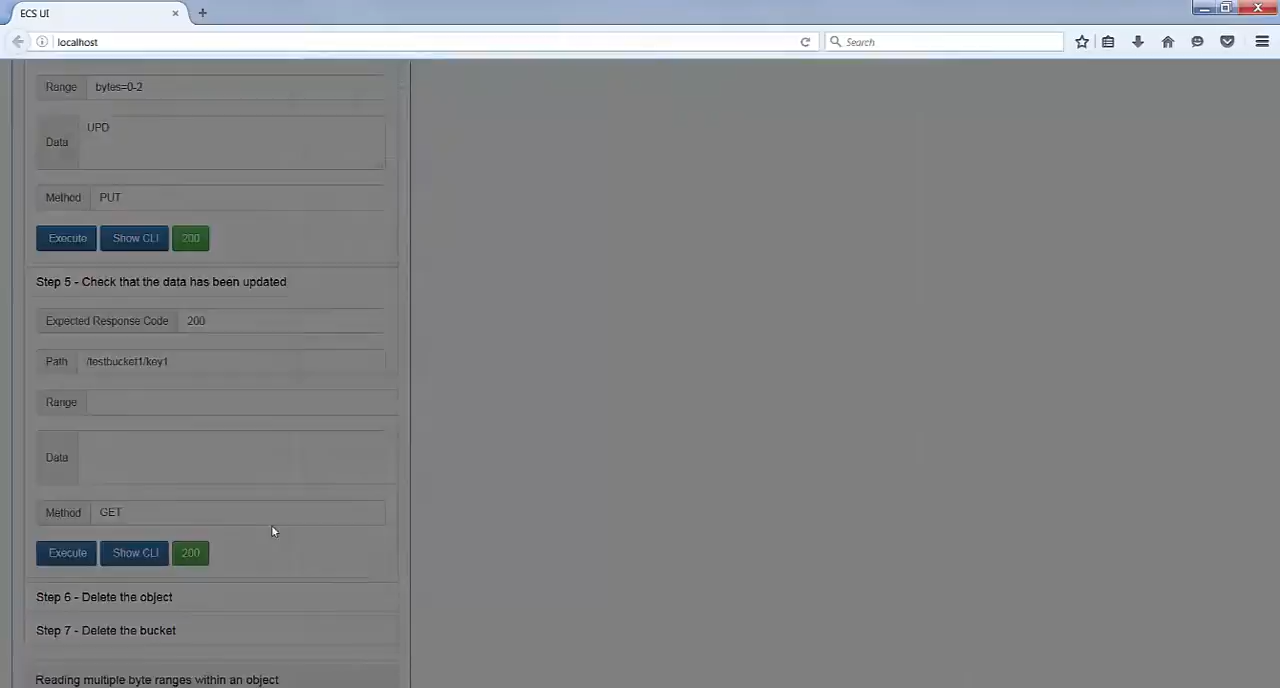 ECS UI
localhost
Search
Range bytes=0-2
UPD
Data
Method PUT
Execute Show CLI 200
Step 5 - Check that the data has been updated
Expected Response Code 200
Path /testbucket1/key1
Range
Data
Method GET
Execute Show CLI 200
Step 6 - Delete the object
Step 7 - Delete the bucket
Reading multiple byte ranges within an object